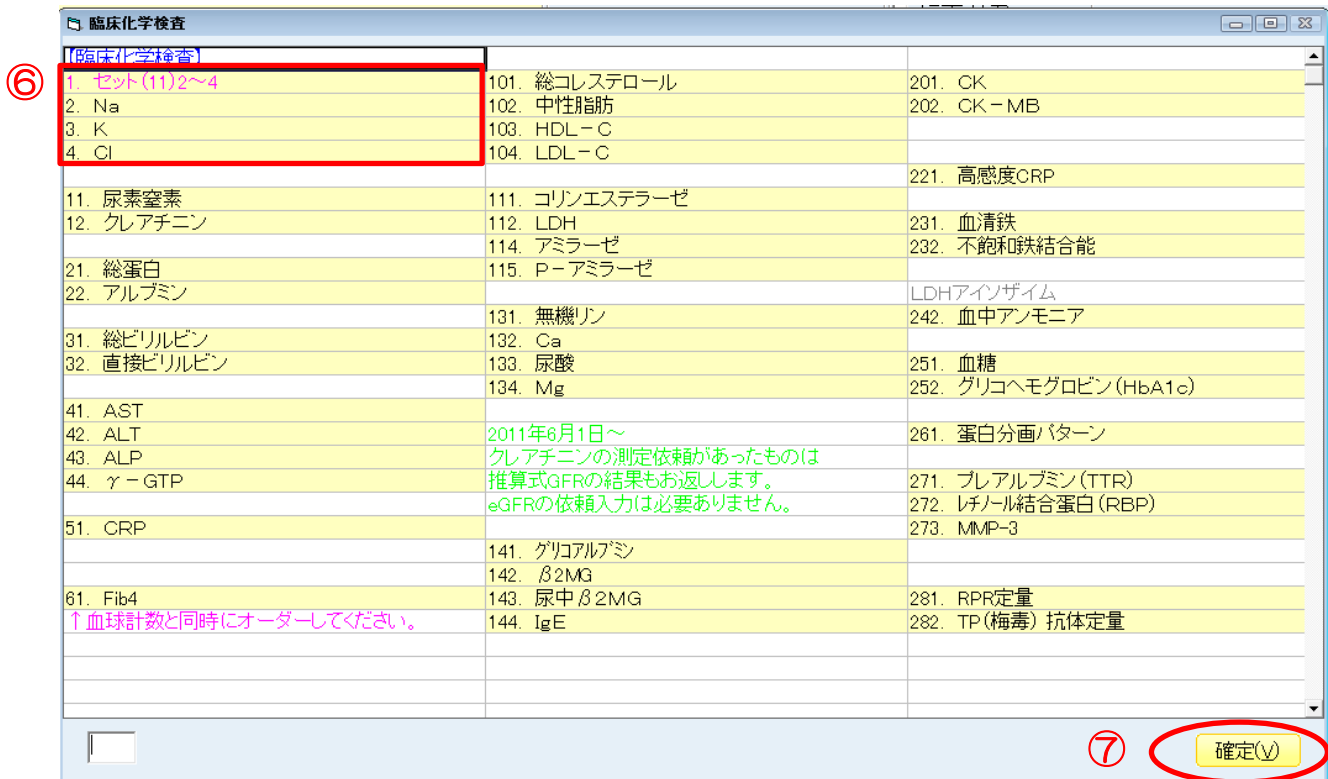 臨床化学検査
⑥
【臨床化学検査】
1. セット(11)2～4
2. Na
3. K
4. Cl
11. 尿素窒素
12. クレアチニン
21. 総蛋白
22. アルブミン
31. 総ビリルビン
32. 直接ビリルビン
41. AST
42. ALT
43. ALP
44. γ－GTP
51. CRP
61. Fib4
↑血球計数と同時にオーダーしてください。
101. 総コレステロール
102. 中性脂肪
103. HDL－C
104. LDL－C
111. コリンエステラーゼ
112. LDH
114. アミラーゼ
115. P－アミラーゼ
131. 無機リン
132. Ca
133. 尿酸
134. Mg
2011年6月1日～
クレアチニンの測定依頼があったものは
推算式GFRの結果もお返しします。
eGFRの依頼入力は必要ありません。
141. グリコアルブミン
142. β2MG
143. 尿中β2MG
144. IgE
201. CK
202. CK－MB
221. 高感度CRP
231. 血清鉄
232. 不飽和鉄結合能
LDHアイソザイム
242. 血中アンモニア
251. 血糖
252. グリコヘモグロビン(HbA1c)
261. 蛋白分画パターン
271. プレアルブミン(TTR)
272. レチノール結合蛋白(RBP)
273. MMP-3
281. RPR定量
282. TP(梅毒) 抗体定量
⑦
確定(V)